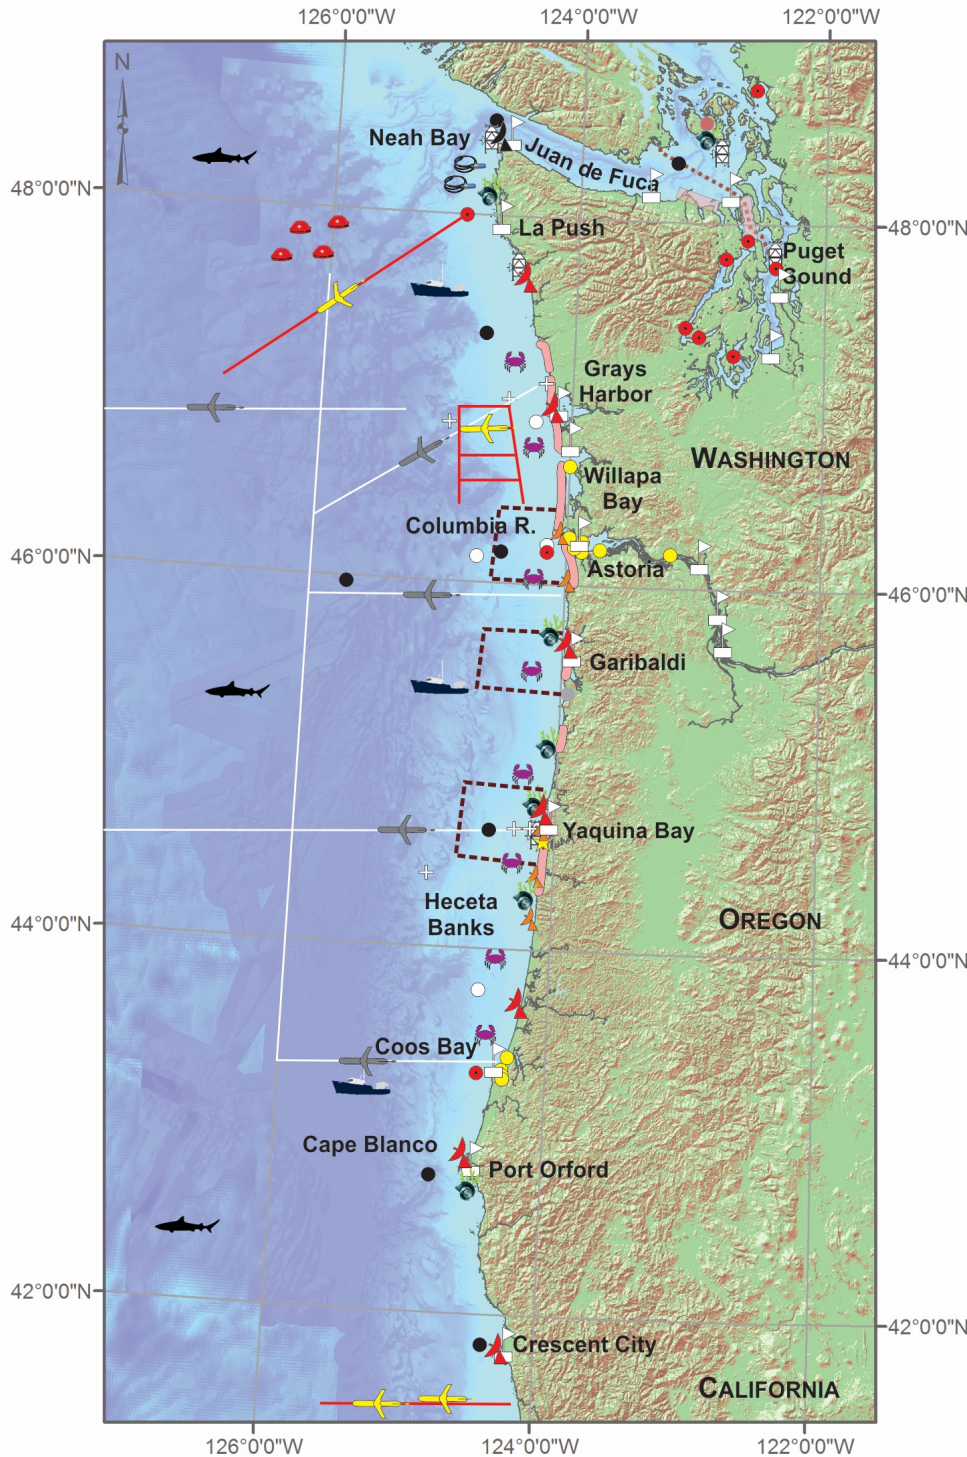 126°0'0"W
124°0'0"W
122°0'0"W
N
Neah Bay
Juan de Fuca
48°0'0"N
La Push
48°0'0"N
Puget
Sound
Grays
Harbor
WASHINGTON
Willapa
Bay
Columbia R.
46°0'0"N
Astoria
46°0'0"N
Garibaldi
Yaquina Bay
Heceta
Banks
OREGON
44°0'0"N
44°0'0"N
Coos Bay
Cape Blanco
Port Orford
42°0'0"N
42°0'0"N
Crescent City
CALIFORNIA
126°0'0"W
124°0'0"W
122°0'0"W